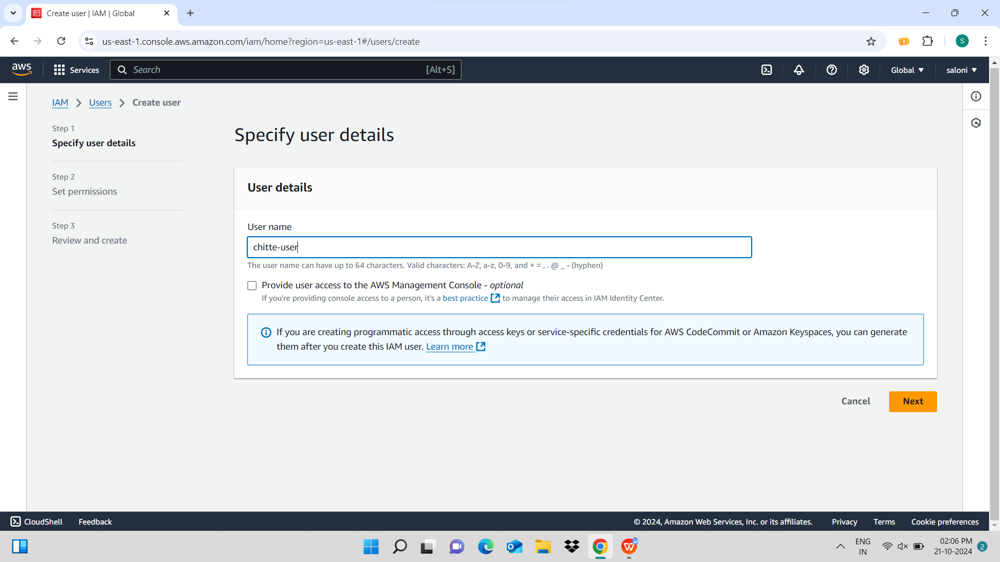 Create user | IAM | Global
us-east-1.console.aws.amazon.com/iam/home?region=us-east-1#/users/create
S
aws
Services
Search
[Alt+S]
Global
saloni
IAM
Users
Create user
Step 1
Specify user details
Step 2
Set permissions
Step 3
Review and create
Specify user details
User details
User name
chitte-user
The user name can have up to 64 characters. Valid characters: A-Z, a-z, 0-9, and + = , . @ _ - (hyphen)
Provide user access to the AWS Management Console - optional
If you're providing console access to a person, it's a best practice to manage their access in IAM Identity Center.
If you are creating programmatic access through access keys or service-specific credentials for AWS CodeCommit or Amazon Keyspaces, you can generate
them after you create this IAM user. Learn more
Cancel
Next
CloudShell
Feedback
© 2024, Amazon Web Services, Inc. or its affiliates.
Privacy
Terms
Cookie preferences
ENG
IN
02:06 PM
21-10-2024
2